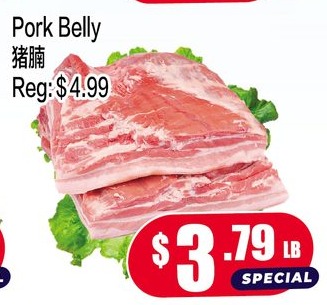 Pork Belly
猪腩
Reg:$4.99
$3.79 LB
SPECIAL